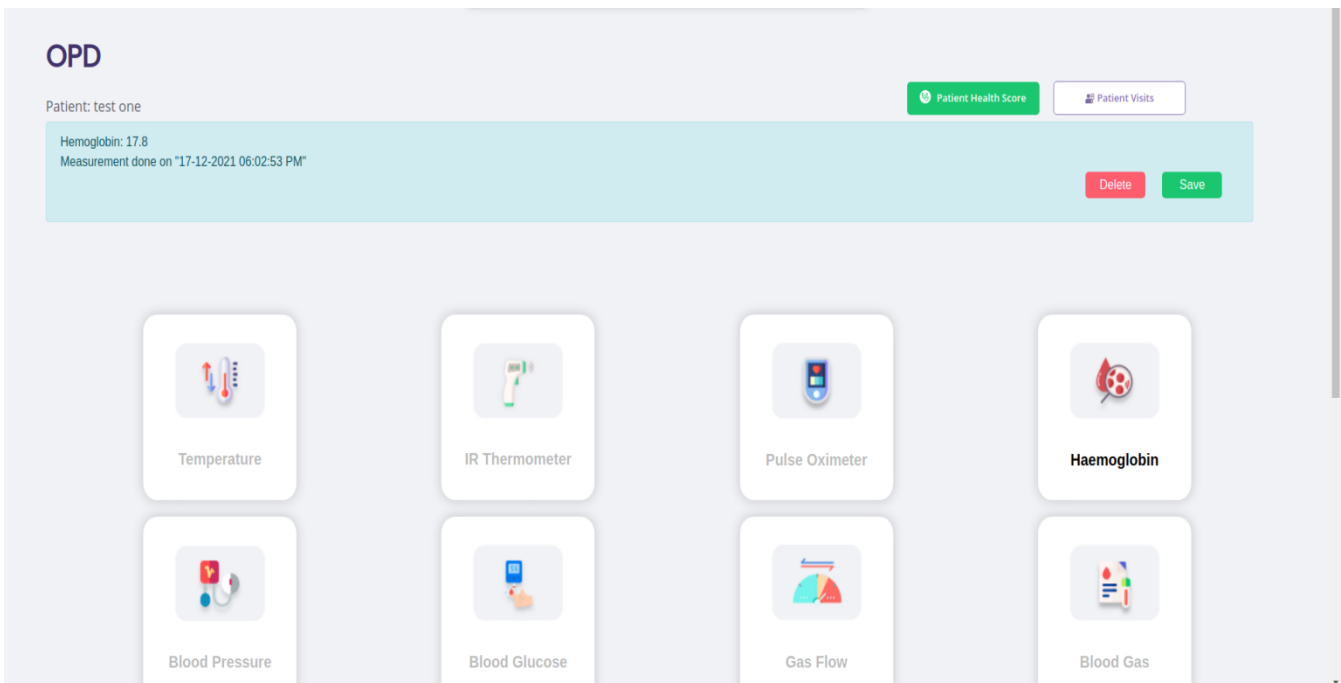 OPD
Patient Health Score
Patient Visits
Patient: test one
Hemoglobin: 17.8
Measurement done on "17-12-2021 06:02:53 PM"
Delete
Save
Temperature
IR Thermometer
Pulse Oximeter
Haemoglobin
Blood Pressure
Blood Glucose
Gas Flow
Blood Gas